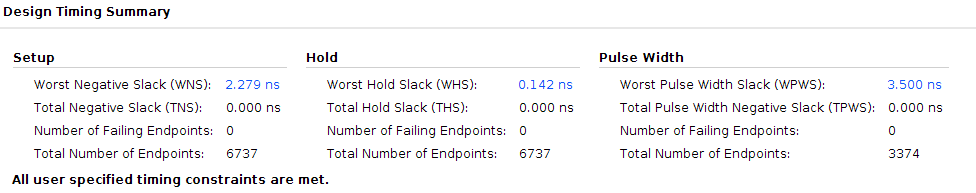 Design Timing Summary
Setup Hold Pulse Width
Worst Negative Slack (WNS): 2.279 ns Worst Hold Slack (WHS): 0.142 ns Worst Pulse Width Slack (WPWS): 3.500 ns
Total Negative Slack (TNS): 0.000 ns Total Hold Slack (THS): 0.000 ns Total Pulse Width Negative Slack (TPWS): 0.000 ns
Number of Failing Endpoints: 0 Number of Failing Endpoints: 0 Number of Failing Endpoints: 0
Total Number of Endpoints: 6737 Total Number of Endpoints: 6737 Total Number of Endpoints: 3374
All user specified timing constraints are met.